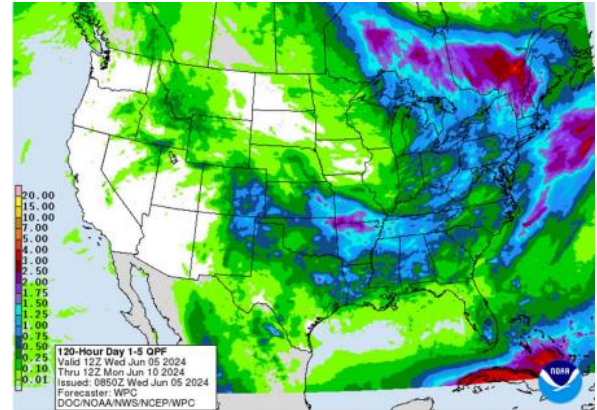 20.00
15.00
10.00
7.00
5.00
4.00
3.00
2.50
2.00
1.75
1.50
1.25
1.00
0.75
0.50
0.25
0.10
0.01
120-Hour Day 1-5 QPF
Valid 12Z Wed Jun 05 2024
Thru 12Z Mon Jun 10 2024
Issued: 0850Z Wed Jun 05 2024
Forecaster: WPC
DOC/NOAA/NWS/NCEP/WPC
NOAA